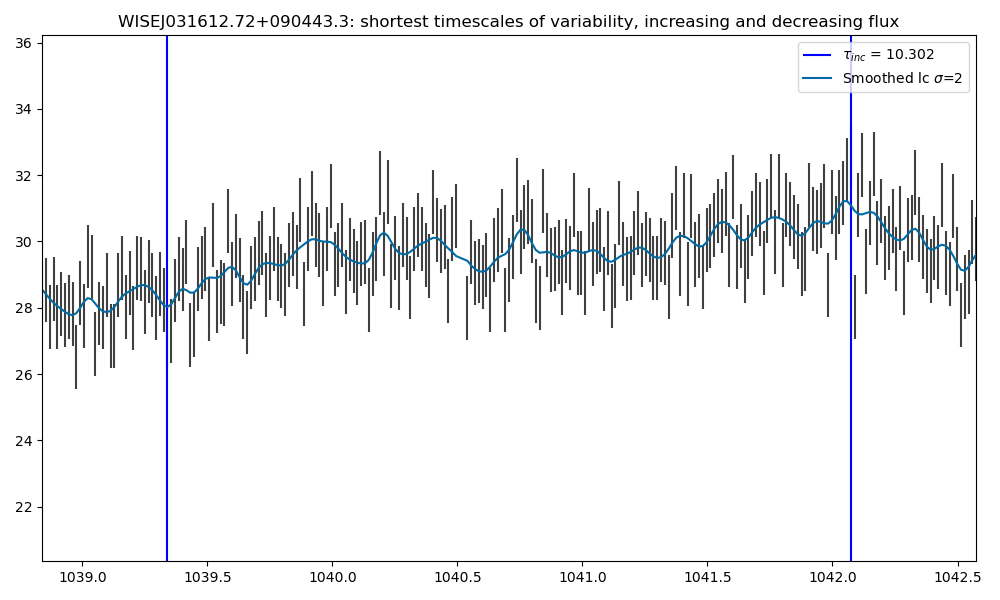 WISEJ031612.72+090443.3: shortest timescales of variability, increasing and decreasing flux
τinc = 10.302
Smoothed lc σ=2
36
34
32
30
28
26
24
22
1039.0 1039.5 1040.0 1040.5 1041.0 1041.5 1042.0 1042.5